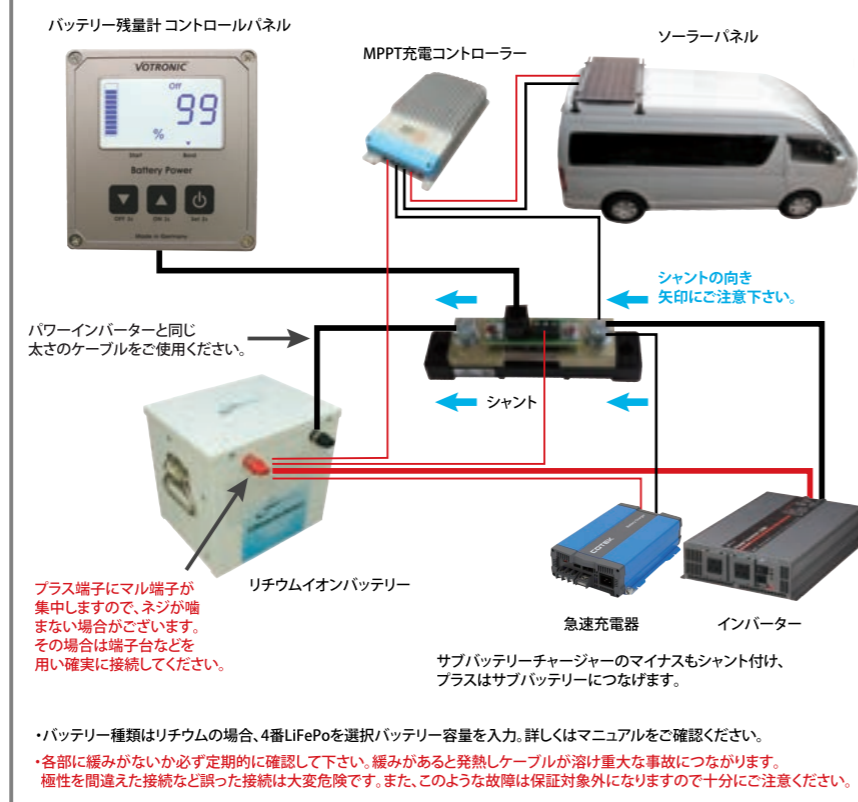 バッテリー残量計 コントロールパネル
MPPT充電コントローラー
ソーラーパネル
VOTRONIC
Off
99
%
Start
Battery Power
OFF 2s
ON 2s
Set 2s
Made in Germany
シャントの向き
矢印にご注意下さい。
パワーインバーターと同じ
太さのケーブルをご使用ください。
シャント
COTEK
プラス端子にマル端子が
集中しますので、ネジが噛
まない場合がございます。
その場合は端子台などを
用い確実に接続してください。
リチウムイオンバッテリー
急速充電器
インバーター
サブバッテリーチャージャーのマイナスもシャント付け、
プラスはサブバッテリーにつなげます。
・バッテリー種類はリチウムの場合、4番LiFePoを選択バッテリー容量を入力。詳しくはマニュアルをご確認ください。
・各部に緩みがないか必ず定期的に確認して下さい。緩みがあると発熱しケーブルが溶け重大な事故につながります。
極性を間違えた接続など誤った接続は大変危険です。また、このような故障は保証対象外になりますので十分にご注意ください。